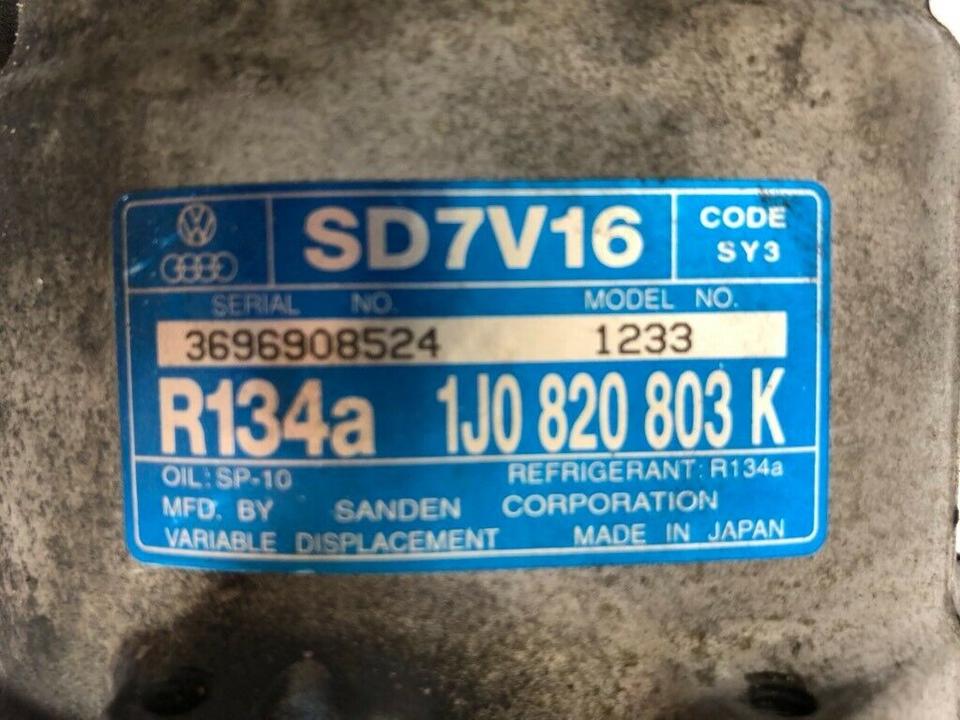 SD7V16
CODE
SY3
SERIAL NO. MODEL NO.
3696908524 1233
R134a 1J0 820 803 K
OIL: SP-10 REFRIGERANT: R134a
MFD. BY SANDEN CORPORATION
VARIABLE DISPLACEMENT MADE IN JAPAN